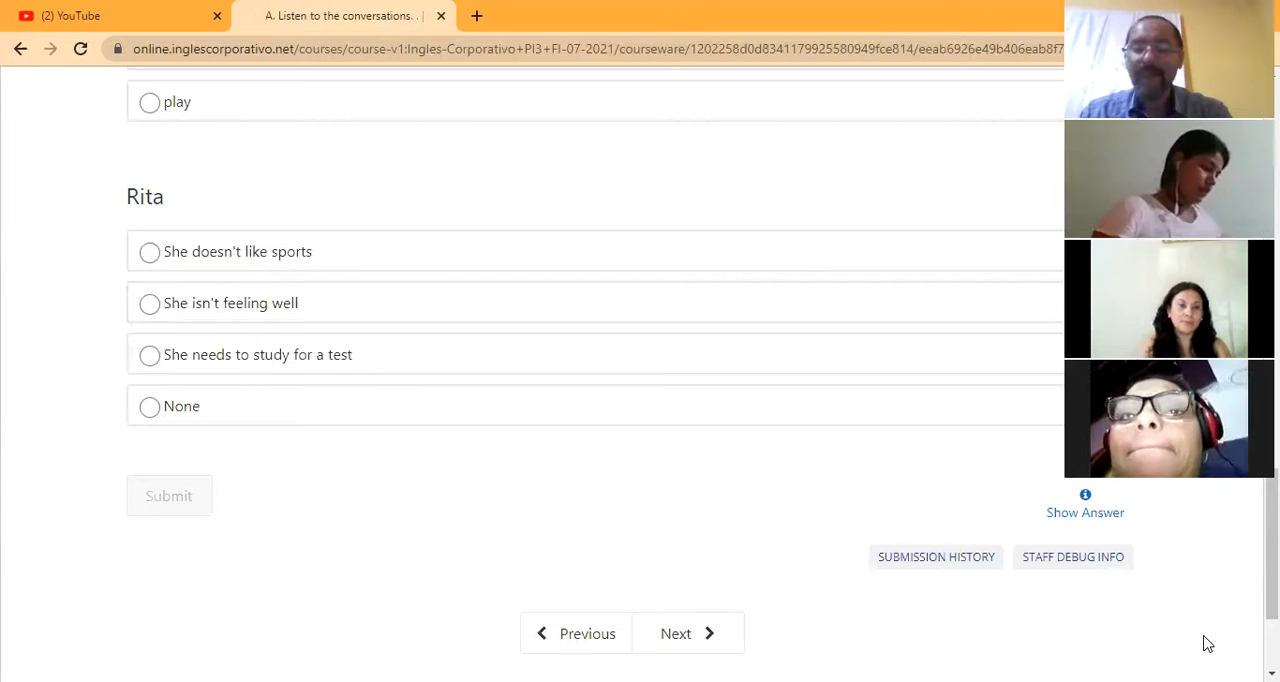 (2) YouTube
A. Listen to the conversations. . |
online.inglescorporativo.net/courses/course-v1:Ingles-Corporativo+PI3+FI-07-2021/courseware/1202258d0d8341179925580949fce814/eeab6926e49b406eab8f7
play
Rita
She doesn't like sports
She isn't feeling well
She needs to study for a test
None
Submit
Show Answer
SUBMISSION HISTORY STAFF DEBUG INFO
Previous Next